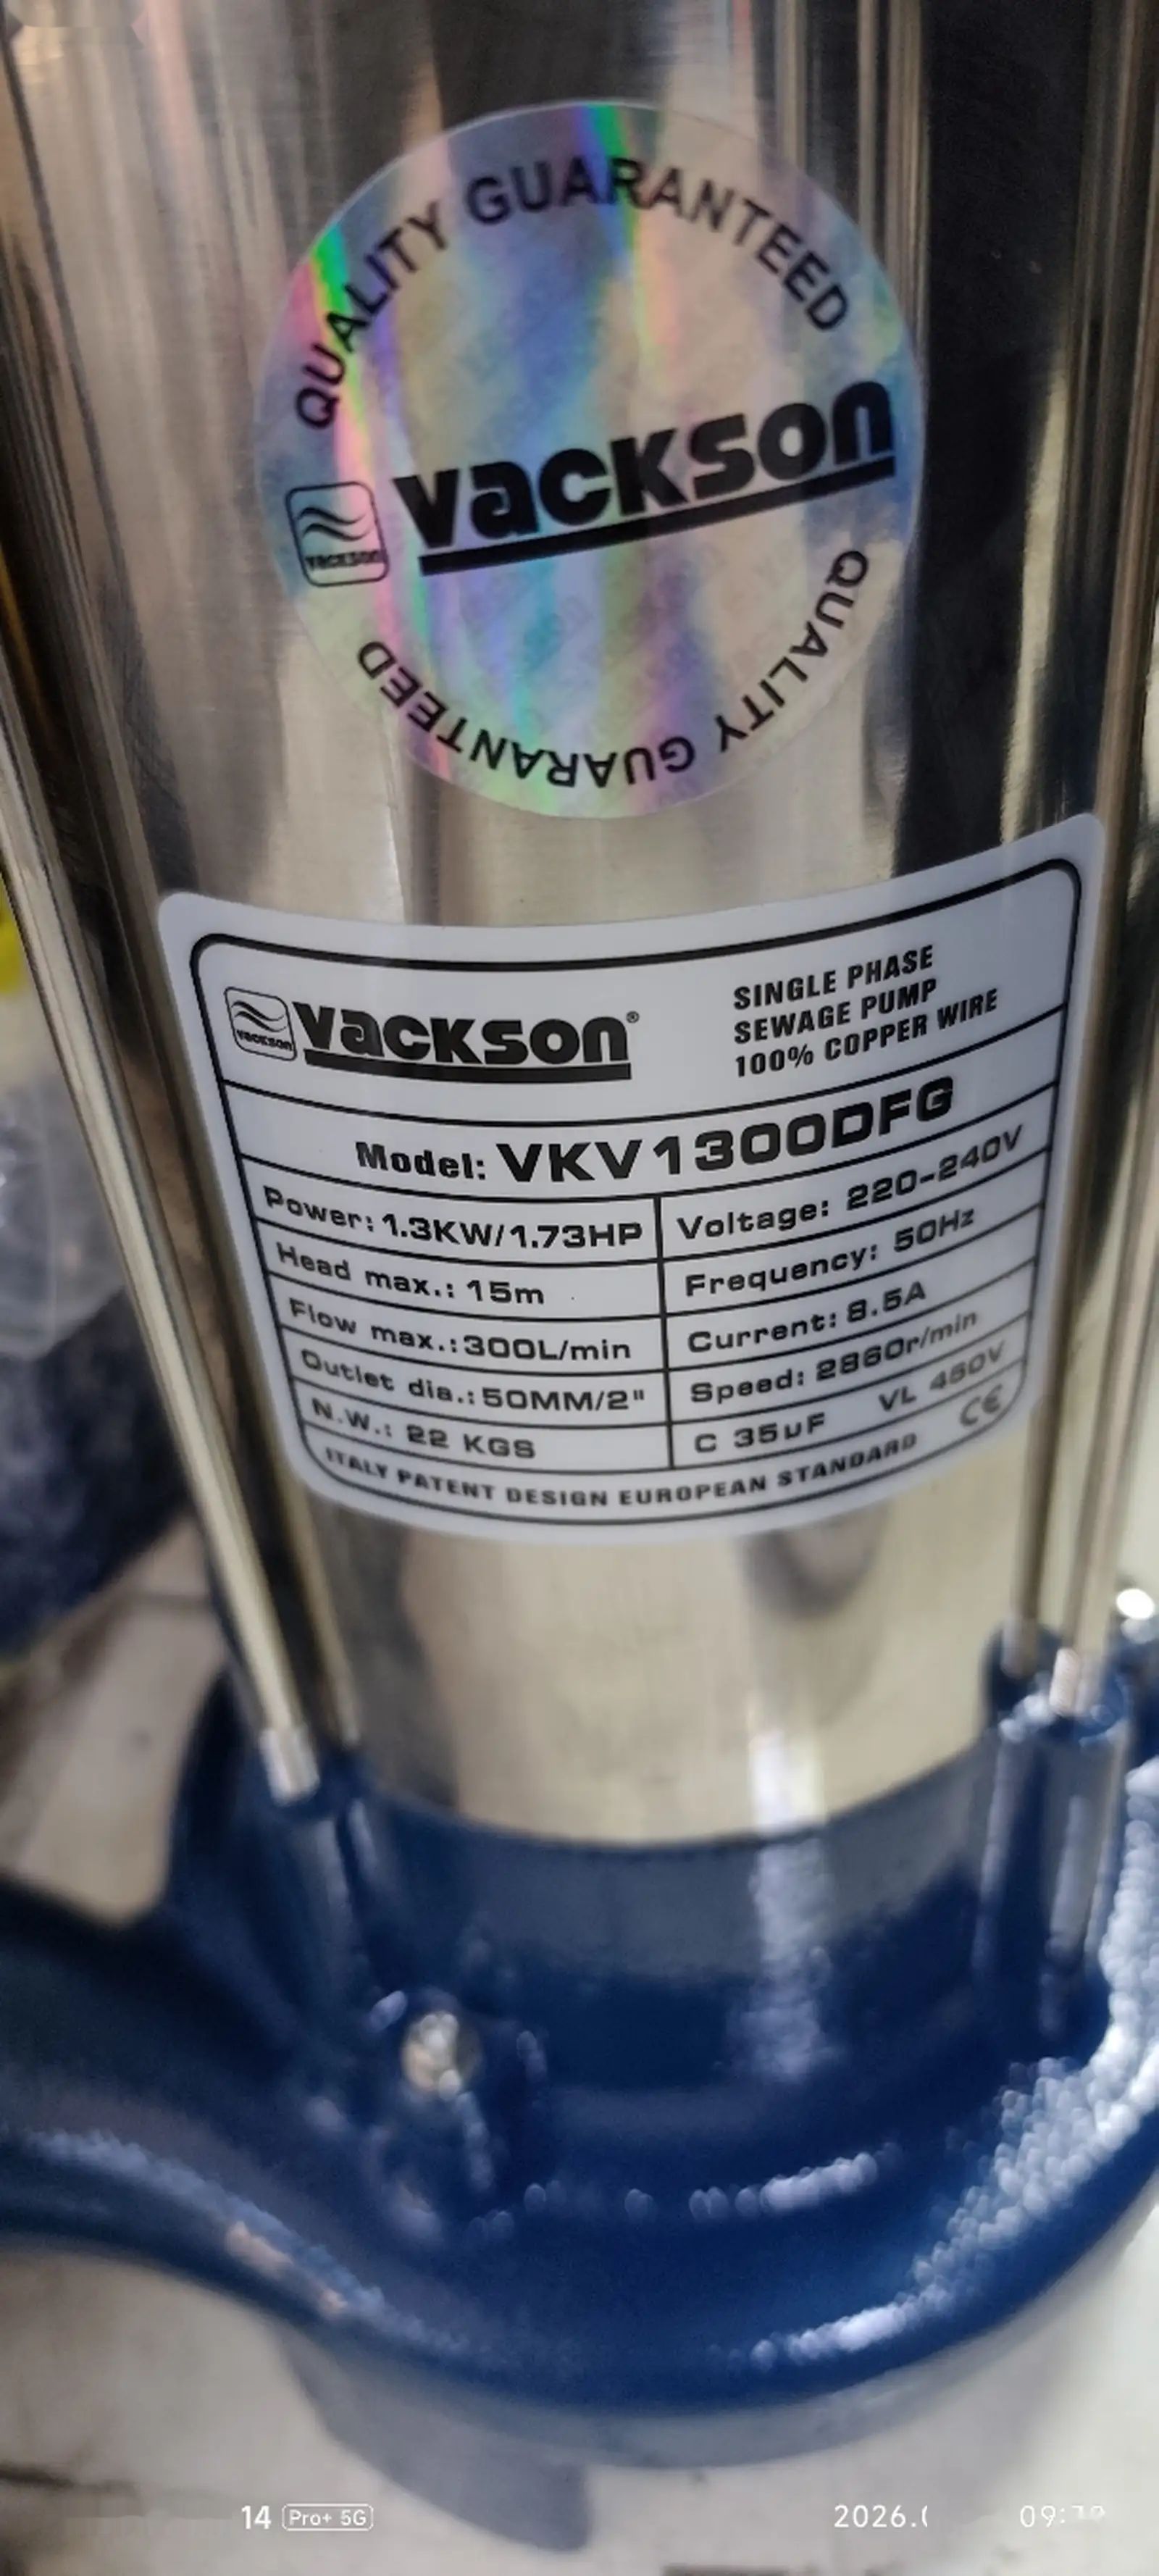 QUALITY GUARANTEED
VACKSON
vackson
QUALITY GUARANTEED
VACKSON
vackson®
SINGLE PHASE
SEWAGE PUMP
100% COPPER WIRE
Model: VKV1300DFG
Power: 1.3KW/1.73HP
Voltage: 220-240V
Head max.: 15m
Frequency: 50Hz
Flow max.:300L/min
Current: 8.5A
Outlet dia.: 50MM/2"
Speed: 2860r/min
N.W.: 22 KGS
C 35uF VL 450V
ITALY PATENT DESIGN EUROPEAN STANDARD CE
14 Pro+ 5G